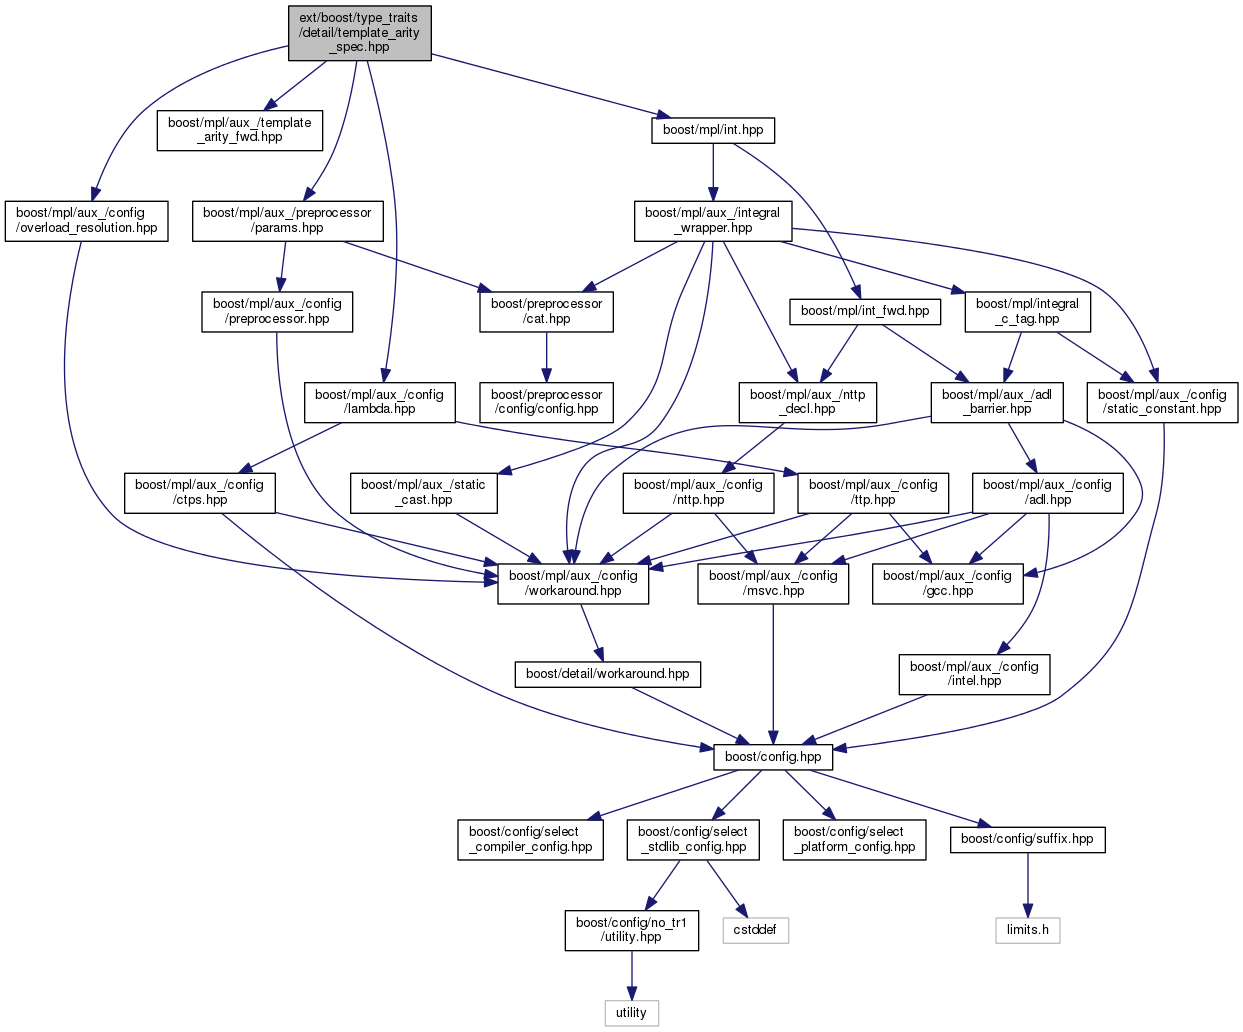 ext/boost/type_traits
/detail/template_arity
_spec.hpp
boost/mpl/aux_/template
_arity_fwd.hpp
boost/mpl/int.hpp
boost/mpl/aux_/config
/overload_resolution.hpp
boost/mpl/aux_/preprocessor
/params.hpp
boost/mpl/aux_/integral
_wrapper.hpp
boost/mpl/aux_/config
/preprocessor.hpp
boost/preprocessor
/cat.hpp
boost/mpl/int_fwd.hpp
boost/mpl/integral
_c_tag.hpp
boost/mpl/aux_/config
/lambda.hpp
boost/preprocessor
/config/config.hpp
boost/mpl/aux_/nttp
_decl.hpp
boost/mpl/aux_/adl
_barrier.hpp
boost/mpl/aux_/config
/static_constant.hpp
boost/mpl/aux_/config
/ctps.hpp
boost/mpl/aux_/static
_cast.hpp
boost/mpl/aux_/config
/nttp.hpp
boost/mpl/aux_/config
/ttp.hpp
boost/mpl/aux_/config
/adl.hpp
boost/mpl/aux_/config
/workaround.hpp
boost/mpl/aux_/config
/msvc.hpp
boost/mpl/aux_/config
/gcc.hpp
boost/detail/workaround.hpp
boost/mpl/aux_/config
/intel.hpp
boost/config.hpp
boost/config/select
_compiler_config.hpp
boost/config/select
_stdlib_config.hpp
boost/config/select
_platform_config.hpp
boost/config/suffix.hpp
boost/config/no_tr1
/utility.hpp
cstddef
limits.h
utility